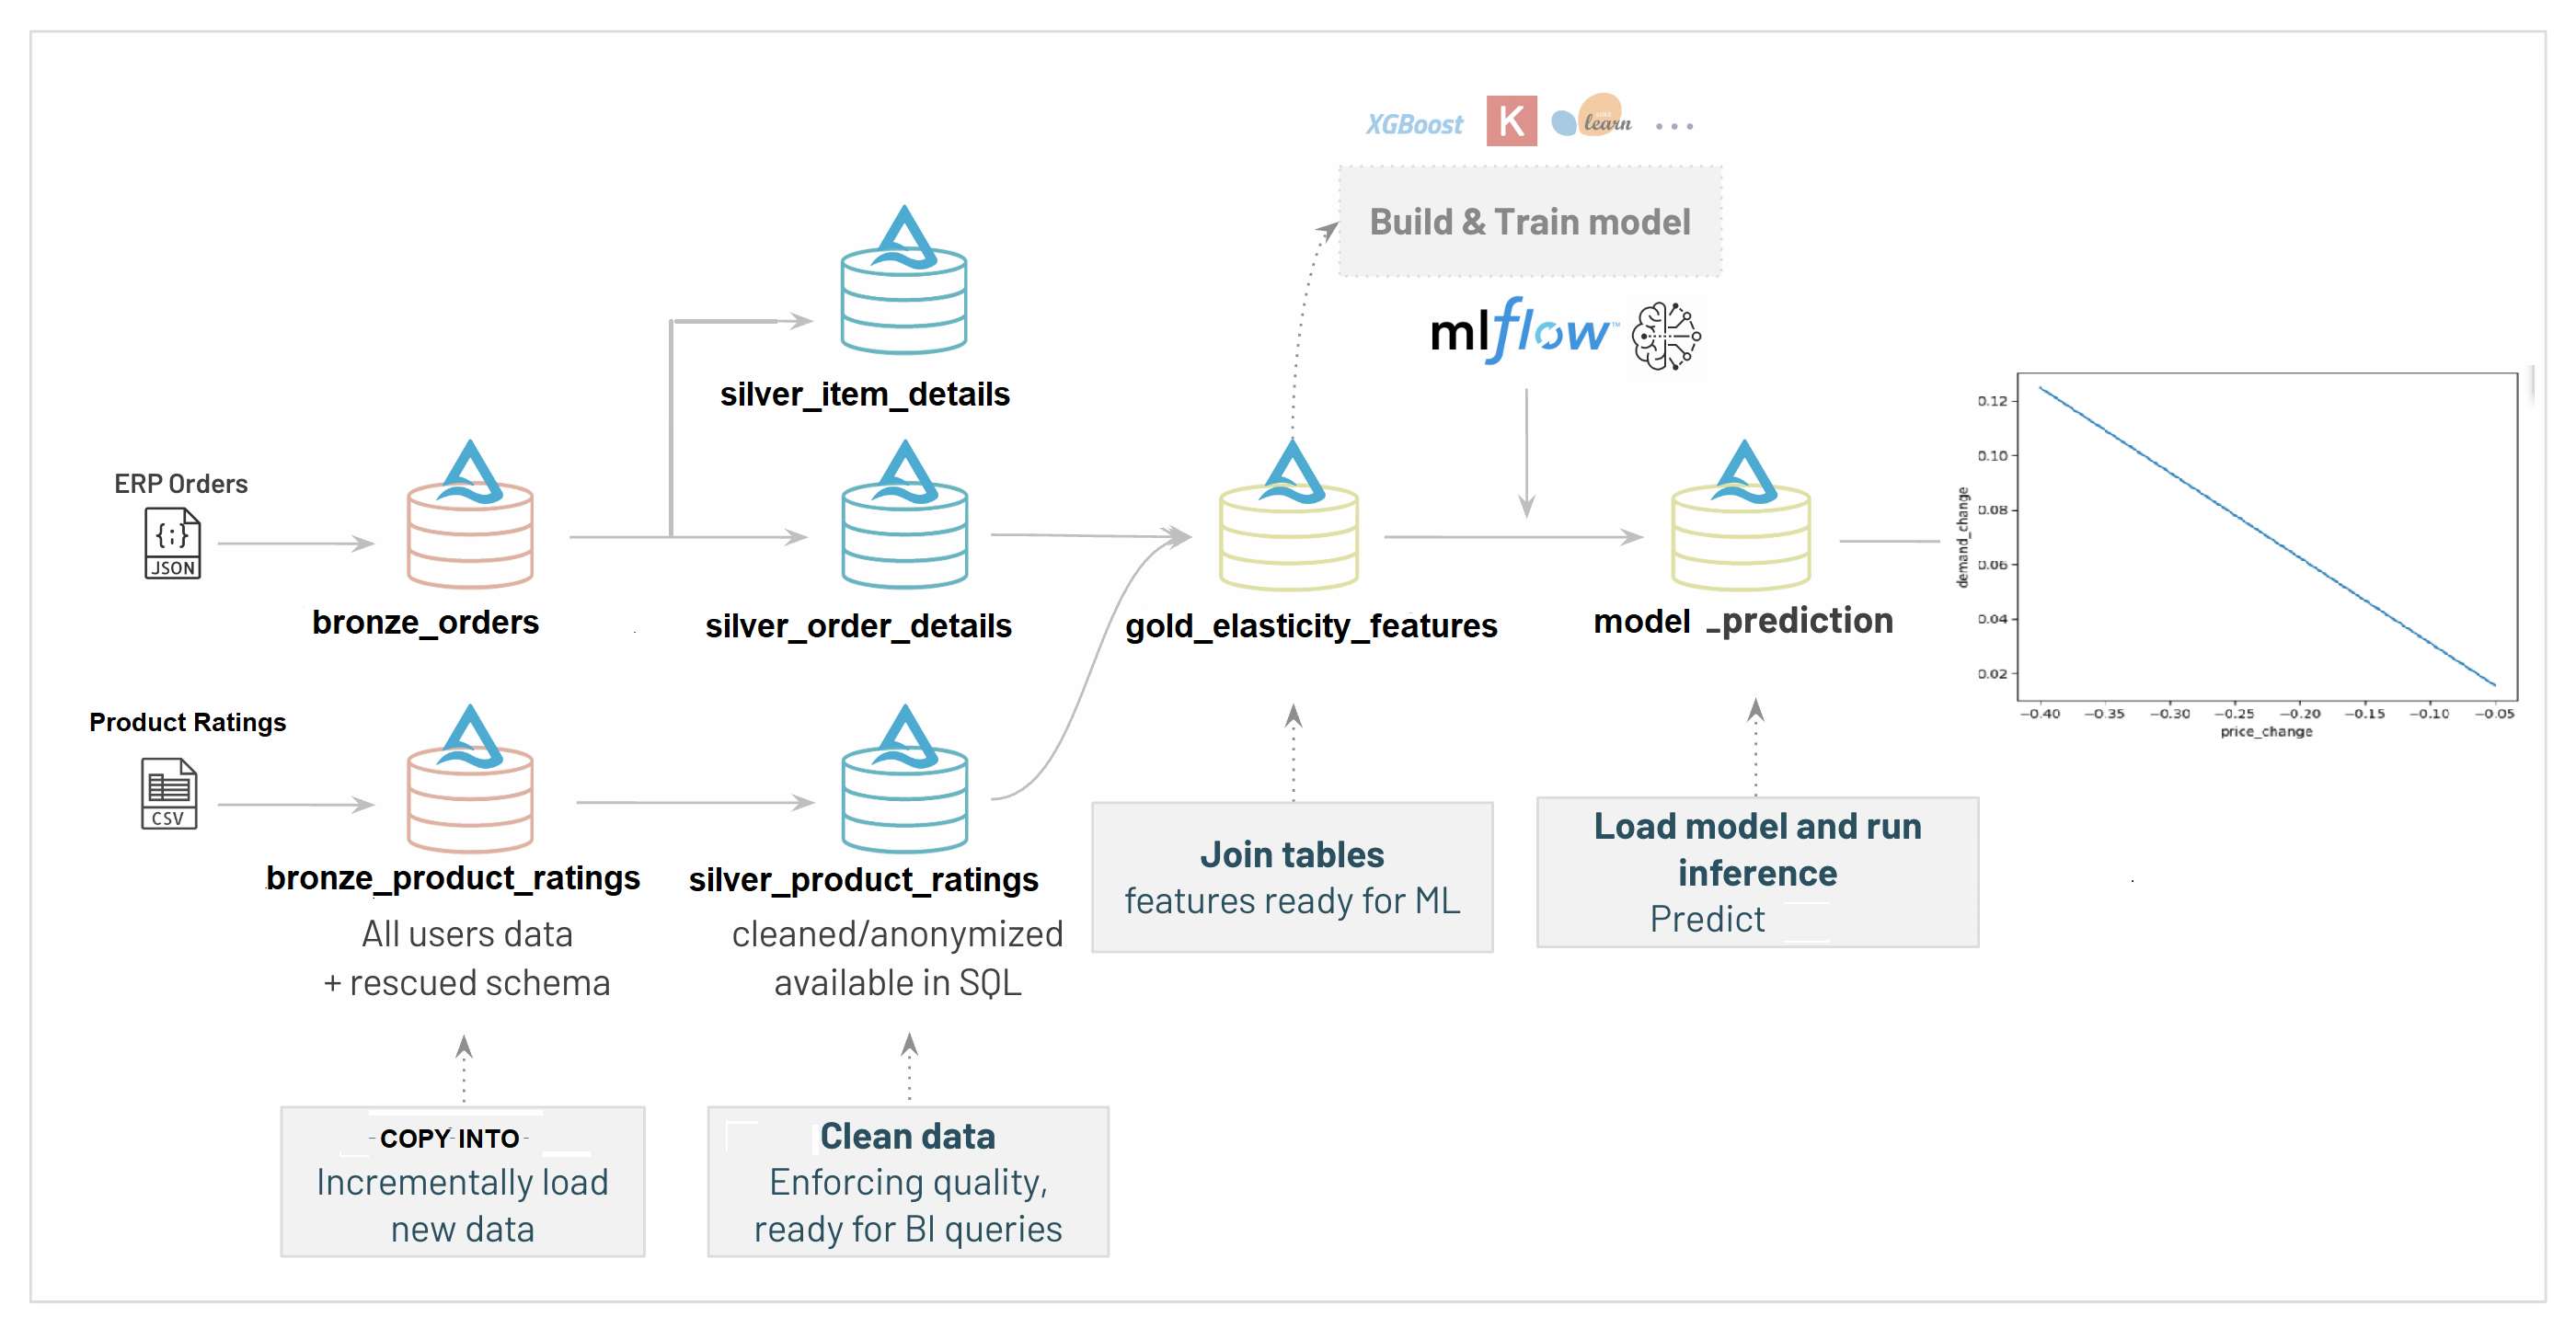 XGBoost
K
learn
...
Build & Train model
mlflow™
silver_item_details
ERP Orders
{;}
JSON
bronze_orders
silver_order_details
gold_elasticity_features
model _prediction
0.12
0.10
0.08
0.06
0.04
0.02
demand_change
−0.40 −0.35 −0.30 −0.25 −0.20 −0.15 −0.10 −0.05
price_change
Product Ratings
CSV
bronze_product_ratings
All users data
+ rescued schema
silver_product_ratings
cleaned/anonymized
available in SQL
Join tables
features ready for ML
Load model and run
inference
Predict
COPY INTO
Incrementally load
new data
Clean data
Enforcing quality,
ready for BI queries